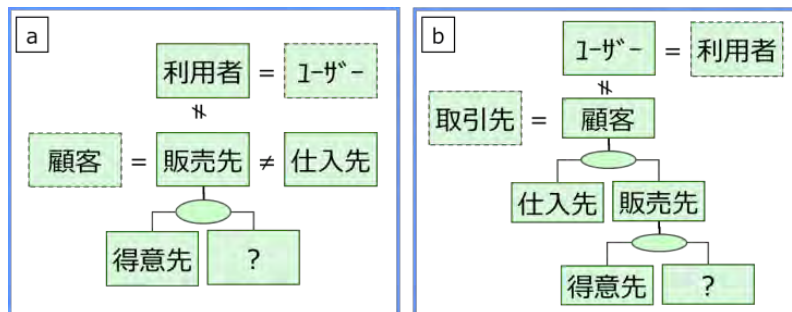 a
利用者 = ﾕｰｻﾞｰ
≠
顧客 = 販売先 ≠ 仕入先
得意先 ?
b
ﾕｰｻﾞｰ = 利用者
≠
取引先 = 顧客
仕入先 販売先
得意先 ?